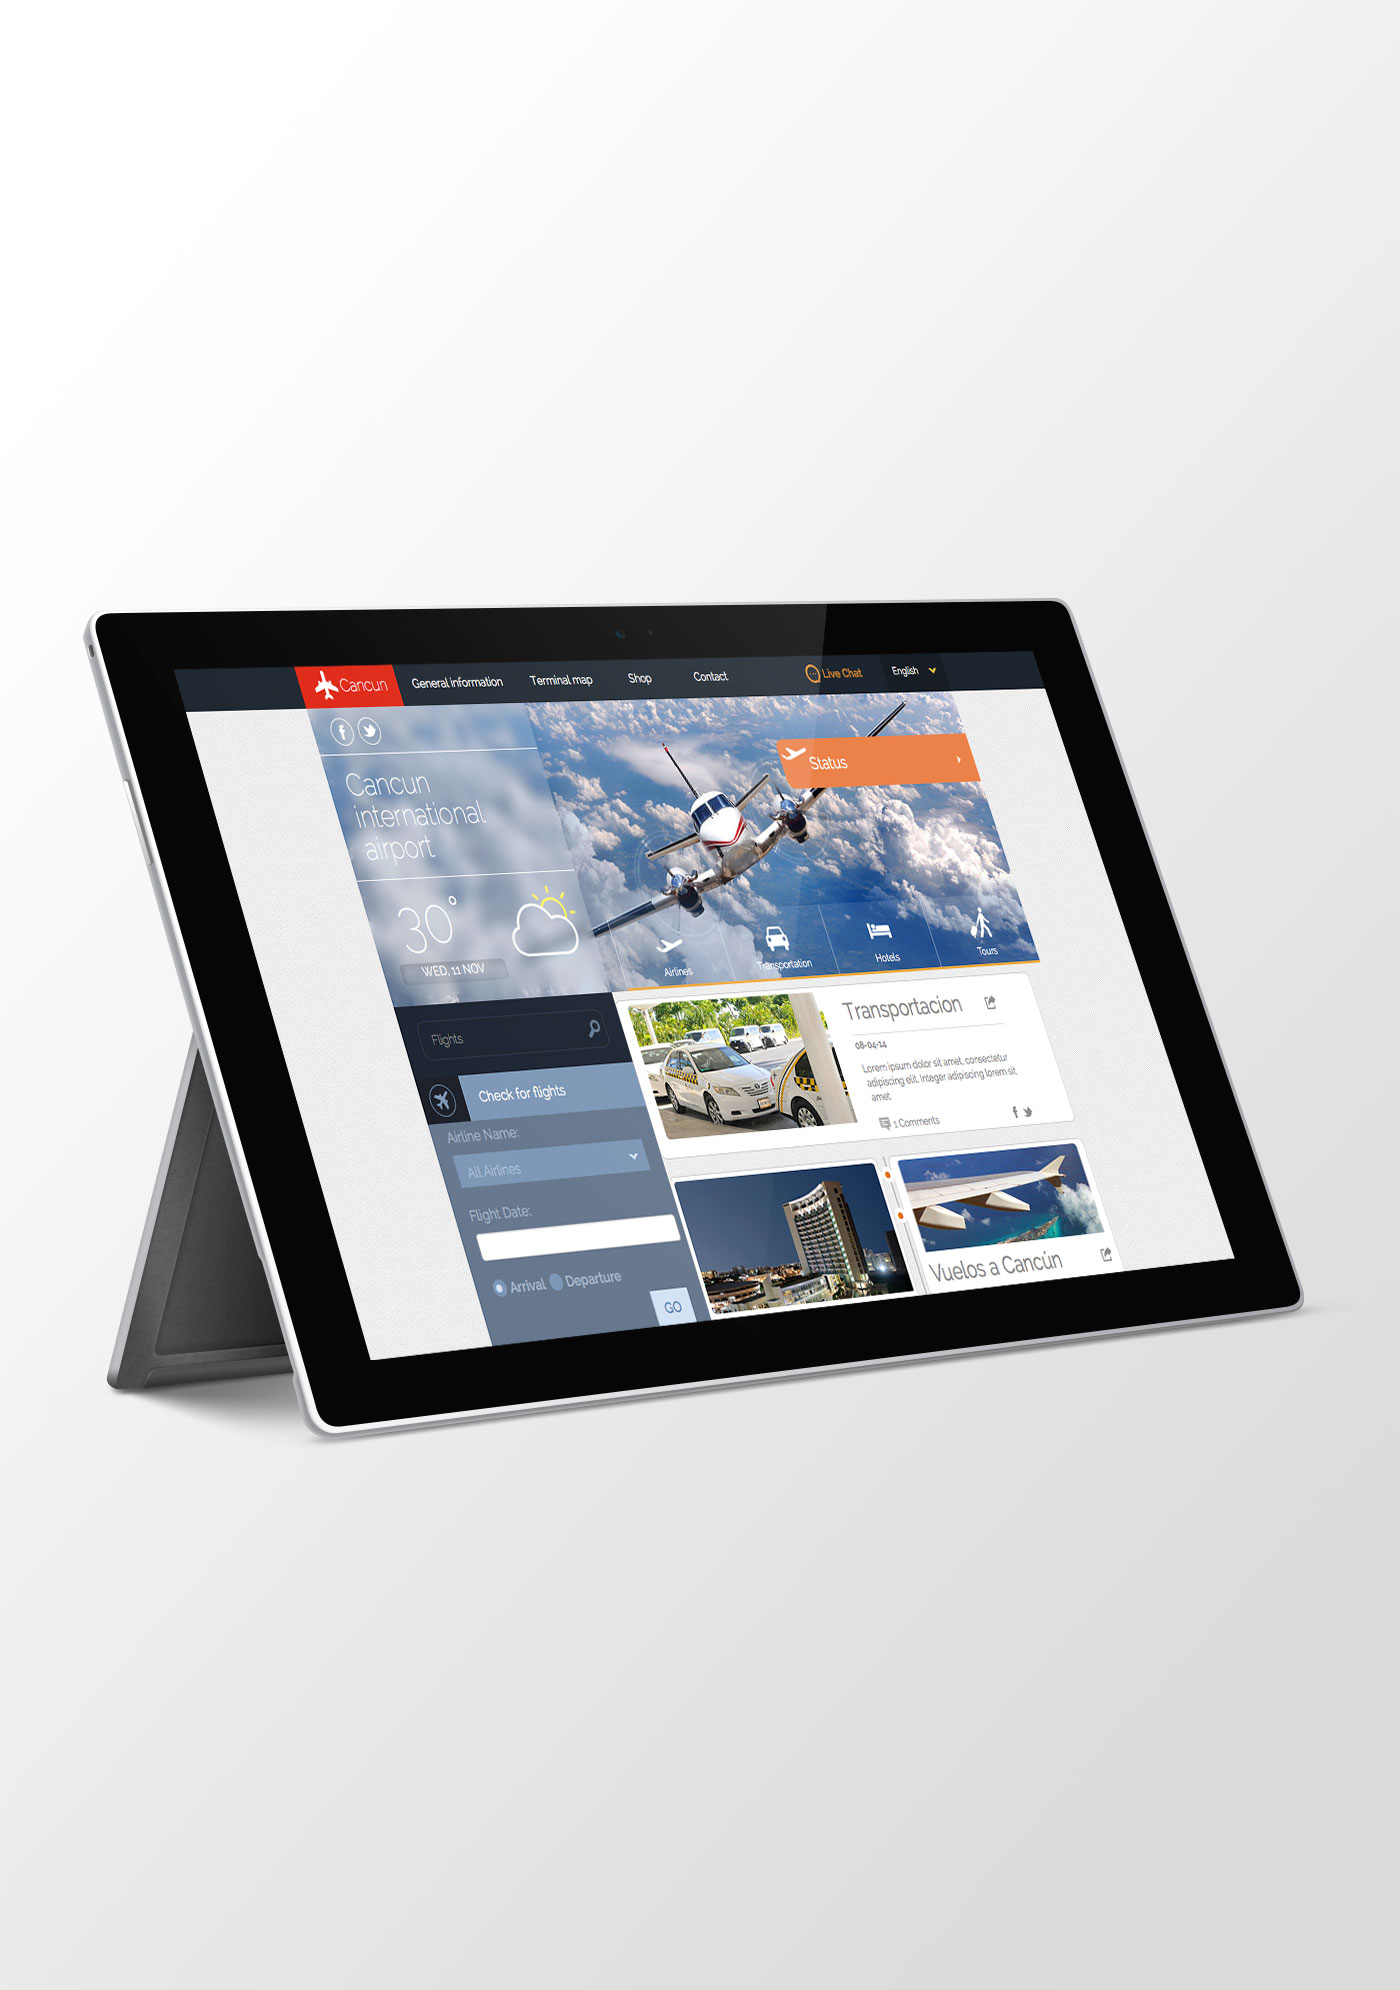 Cancun
General information
Terminal map
Shop
Contact
Live Chat
English
Cancun
international
airport
Status
30°
WED, 11 NOV
Airlines
Transportation
Hotels
Tours
Flights
Check for flights
Airline Name:
All Airlines
Flight Date:
Arrival
Departure
GO
Transportacion
08-04-14
Lorem ipsum dolor sit amet, consectetur
adipiscing elit. Integer adipiscing lorem sit
amet
1 Comments
Vuelos a Cancún